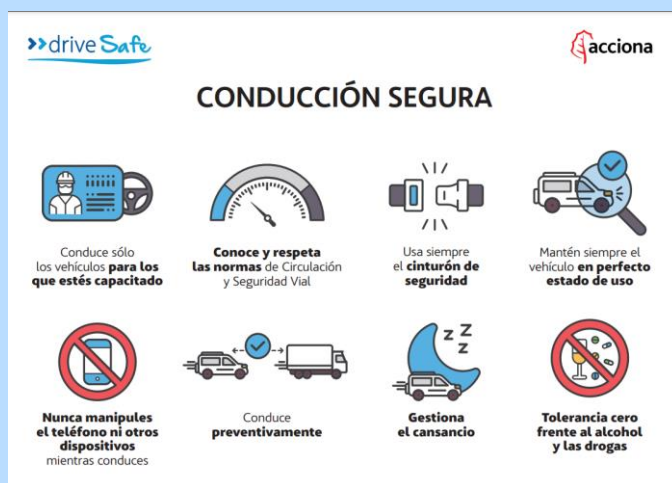 >>drive Safe
acciona
CONDUCCIÓN SEGURA
Conduce sólo
los vehículos para los
que estés capacitado
Conoce y respeta
las normas de Circulación
y Seguridad Vial
Usa siempre
el cinturón de
seguridad
Mantén siempre el
vehículo en perfecto
estado de uso
Nunca manipules
el teléfono ni otros
dispositivos
mientras conduces
Conduce
preventivamente
z z
z
Gestiona
el cansancio
Tolerancia cero
frente al alcohol
y las drogas